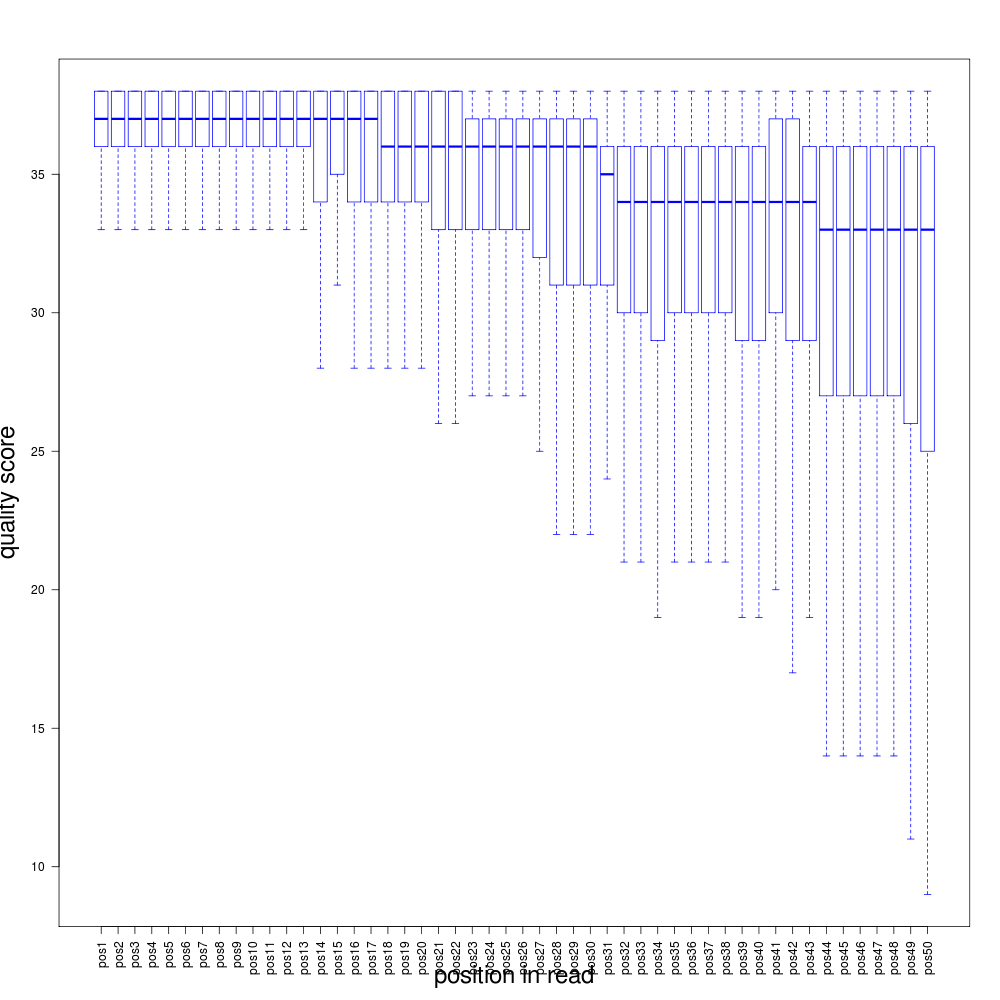 quality score
35
30
25
20
15
10
pos1 pos2 pos3 pos4 pos5 pos6 pos7 pos8 pos9 pos10 pos11 pos12 pos13 pos14 pos15 pos16 pos17 pos18 pos19 pos20 pos21 pos22 pos23 pos24 pos25 pos26 pos27 pos28 pos29 pos30 pos31 pos32 pos33 pos34 pos35 pos36 pos37 pos38 pos39 pos40 pos41 pos42 pos43 pos44 pos45 pos46 pos47 pos48 pos49 pos50
position in read